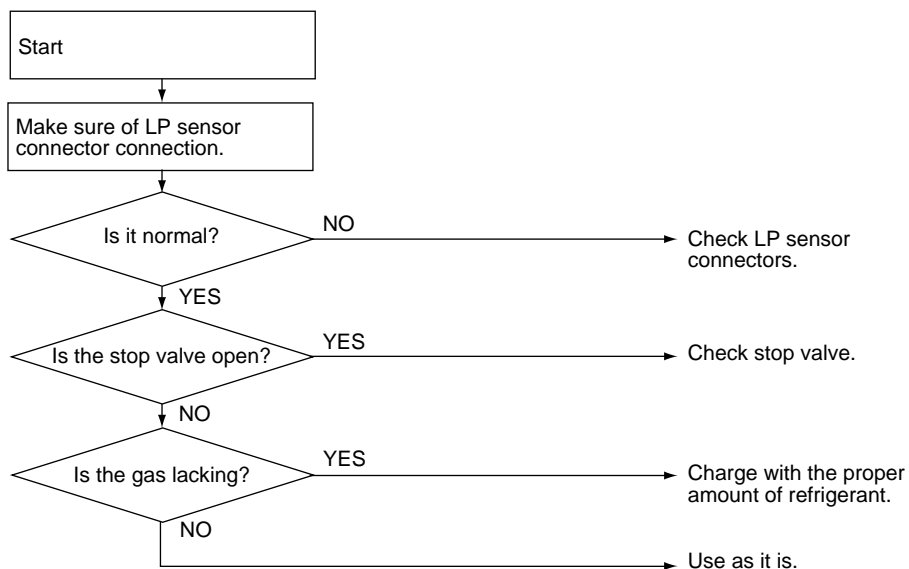 Start
Make sure of LP sensor
connector connection.
Is it normal?
NO
Check LP sensor
connectors.
YES
Is the stop valve open?
YES
Check stop valve.
NO
Is the gas lacking?
YES
Charge with the proper
amount of refrigerant.
NO
Use as it is.